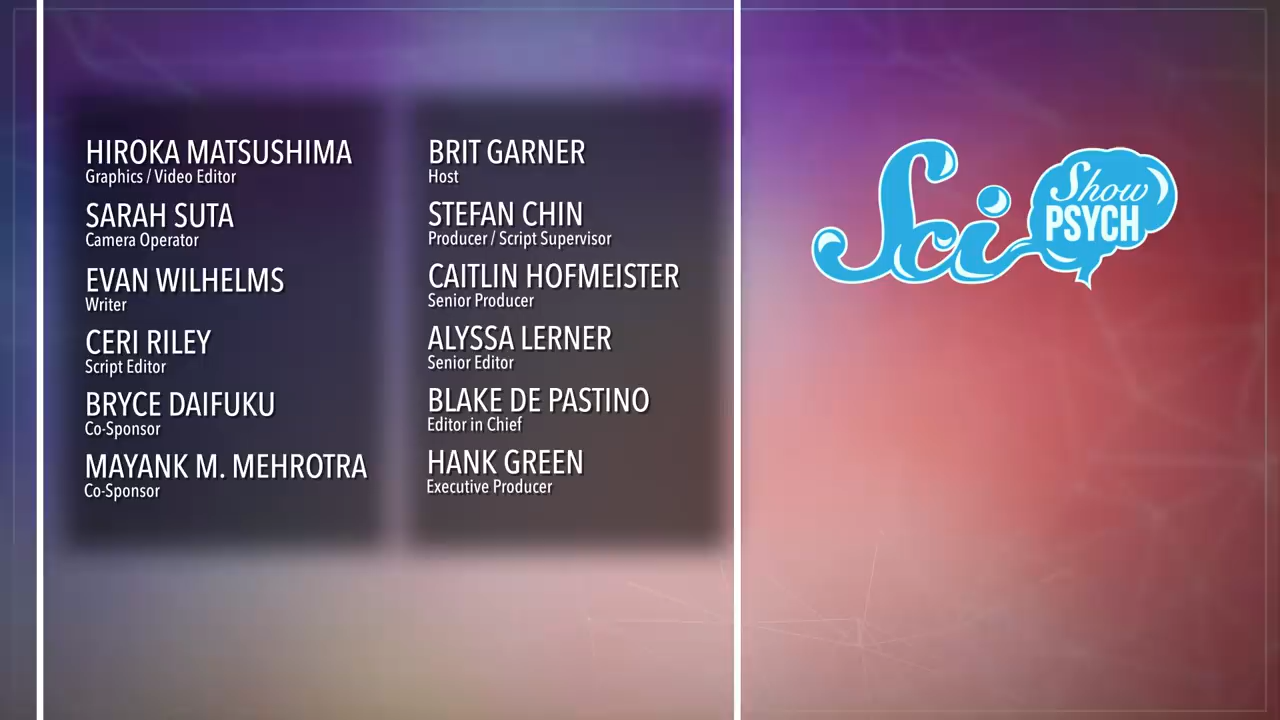 HIROKA MATSUSHIMA
Graphics / Video Editor
SARAH SUTA
Camera Operator
EVAN WILHELMS
Writer
CERI RILEY
Script Editor
BRYCE DAIFUKU
Co-Sponsor
MAYANK M. MEHROTRA
Co-Sponsor
BRIT GARNER
Host
STEFAN CHIN
Producer / Script Supervisor
CAITLIN HOFMEISTER
Senior Producer
ALYSSA LERNER
Senior Editor
BLAKE DE PASTINO
Editor in Chief
HANK GREEN
Executive Producer
Sci
Show
PSYCH